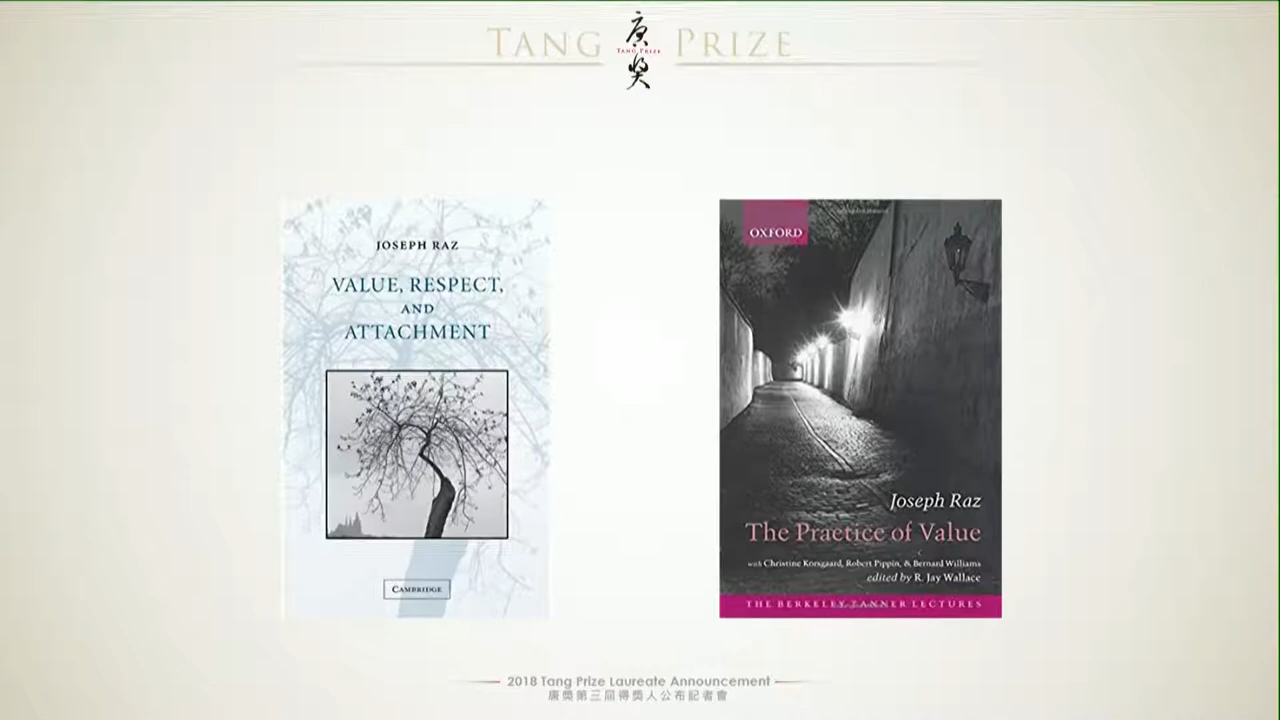 TANG PRIZE
唐
TANG PRIZE
獎
JOSEPH RAZ
VALUE, RESPECT,
AND
ATTACHMENT
CAMBRIDGE
OXFORD
Joseph Raz
The Practice of Value
with Christine Korsgaard, Robert Pippin, & Bernard Williams
edited by R. Jay Wallace
THE BERKELEY TANNER LECTURES
2018 Tang Prize Laureate Announcement
唐獎第三屆得獎人公布記者會